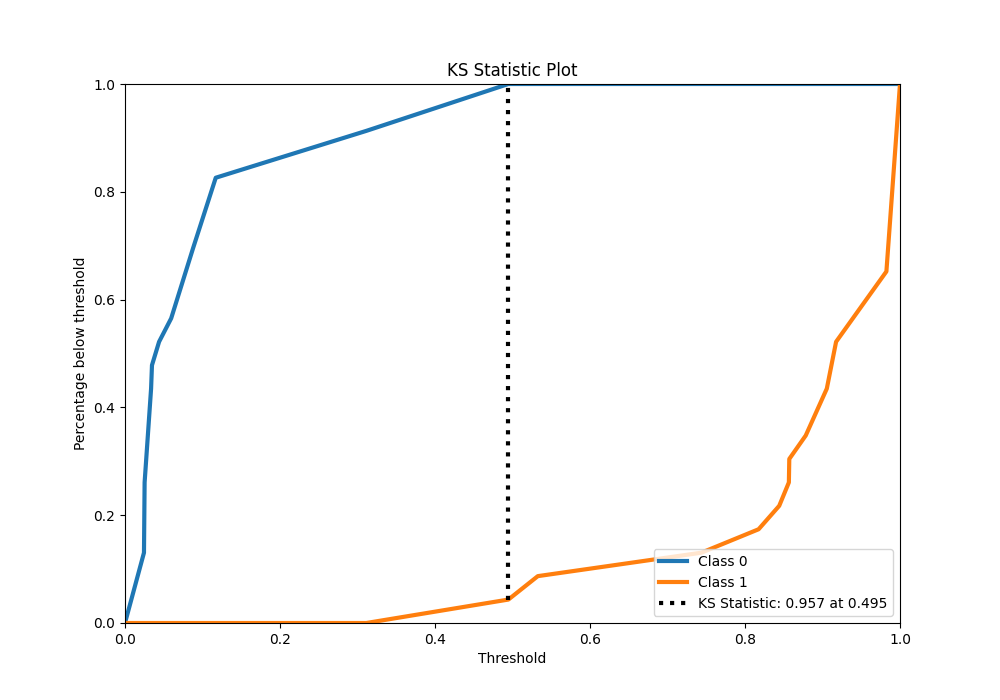 KS Statistic Plot
1.0
0.8
0.6
0.4
0.2
0.0
Percentage below threshold
0.0 0.2 0.4 0.6 0.8 1.0
Threshold
Class 0
Class 1
KS Statistic: 0.957 at 0.495